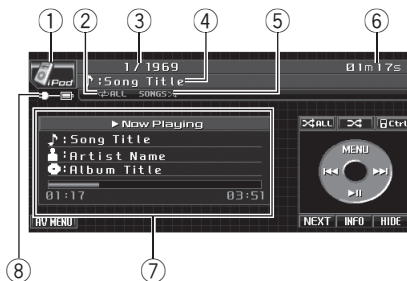 ① ② ③ ④ ⑤ ⑥
iPod 1/1969 01m17s
♪:Song Title
ALL SONGS
⑧
►Now Playing
♪:Song Title
:Artist Name
:Album Title
01:17 03:51
AV MENU
ALL Ctrl
MENU
NEXT INFO HIDE
⑧ ⑦